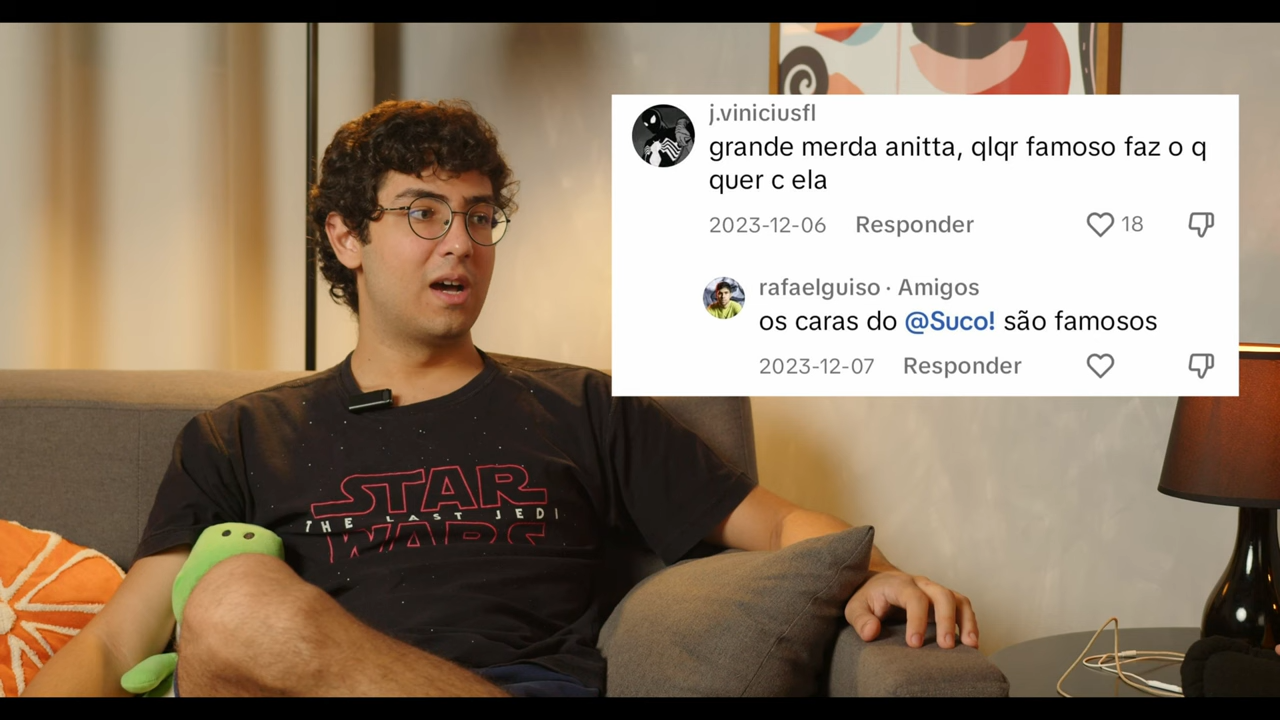 j.viniciusfl
grande merda anitta, qlqr famoso faz o q
quer c ela
2023-12-06 Responder 18
rafaelguiso · Amigos
os caras do @Suco! são famosos
2023-12-07 Responder
STAR
THE LAST JEDI
WARS